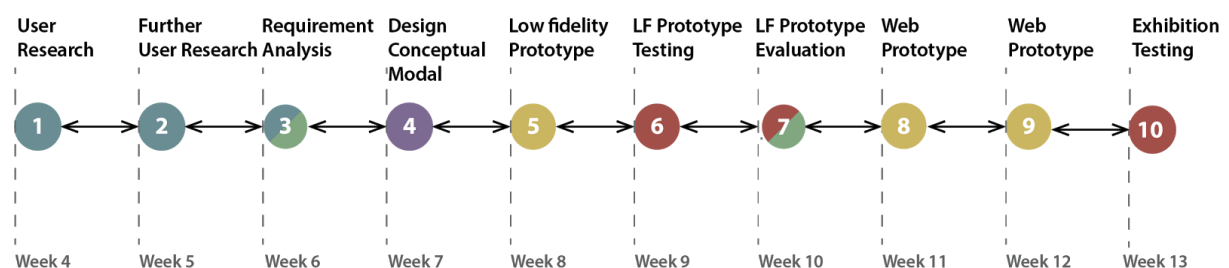 User
Research
Further
User Research
Requirement
Analysis
Design
Conceptual
Modal
Low fidelity
Prototype
LF Prototype
Testing
LF Prototype
Evaluation
Web
Prototype
Web
Prototype
Exhibition
Testing
1
2
3
4
5
6
7
8
9
10
Week 4
Week 5
Week 6
Week 7
Week 8
Week 9
Week 10
Week 11
Week 12
Week 13